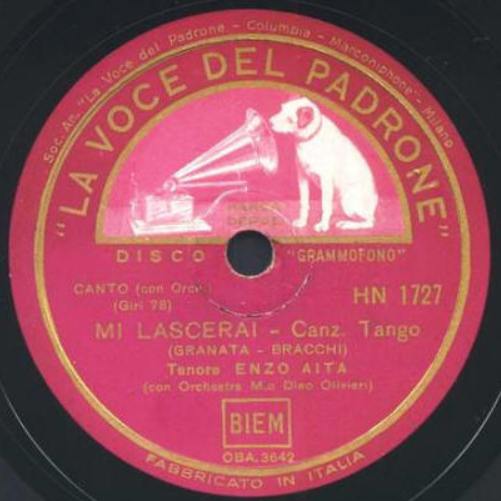 Soc. An. "La Voce del Padrone - Columbia - Marconiphone" - Milano
"LA VOCE DEL PADRONE"
DISCO "GRAMMOFONO"
CANTO (con Orch.)
(Giri 78)
HN 1727
MI LASCERAI - Canz. Tango
(GRANATA - BRACCHI)
Tenore ENZO AITA
(con Orchestra M.o Dino Olivieri)
BIEM
OBA. 3642
FABBRICATO IN ITALIA